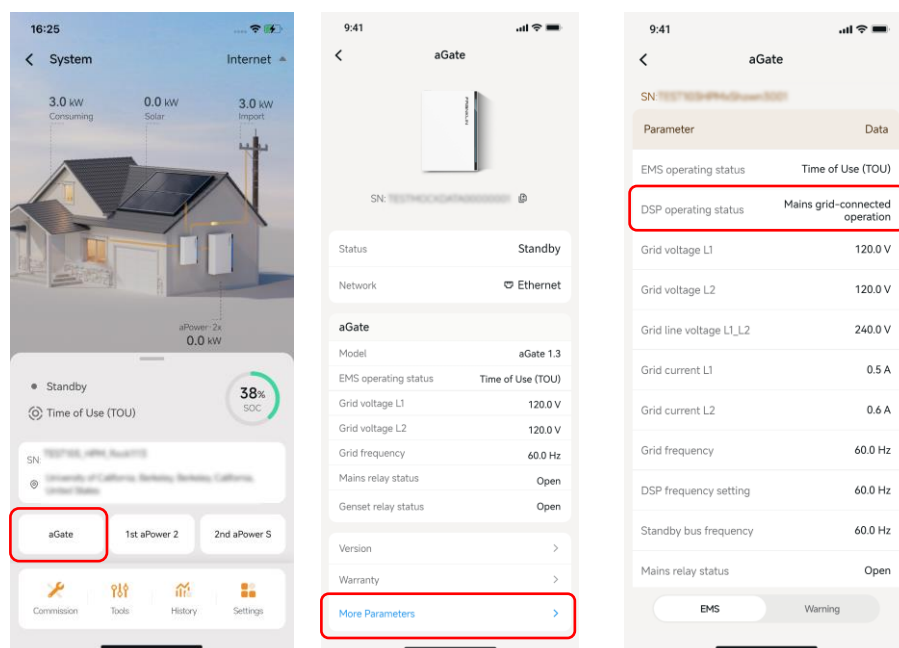 16:25
System
Internet
3.0 kW
0.0 kW
3.0 kW
Consuming
Solar
Import
aPower 2x
0.0 kW
Standby
Time of Use (TOU)
38%
SOC
SN:
aGate
1st aPower 2
2nd aPower S
Commission
Tools
History
Settings
9:41
aGate
SN:
Status
Standby
Network
Ethernet
aGate
Model
aGate 1.3
EMS operating status
Time of Use (TOU)
Grid voltage L1
120.0 V
Grid voltage L2
120.0 V
Grid frequency
60.0 Hz
Mains relay status
Open
Genset relay status
Open
Version
Warranty
More Parameters
9:41
aGate
SN:
Parameter
Data
EMS operating status
Time of Use (TOU)
DSP operating status
Mains grid-connected
operation
Grid voltage L1
120.0 V
Grid voltage L2
120.0 V
Grid line voltage L1_L2
240.0 V
Grid current L1
0.5 A
Grid current L2
0.6 A
Grid frequency
60.0 Hz
DSP frequency setting
60.0 Hz
Standby bus frequency
60.0 Hz
Mains relay status
Open
EMS
Warning